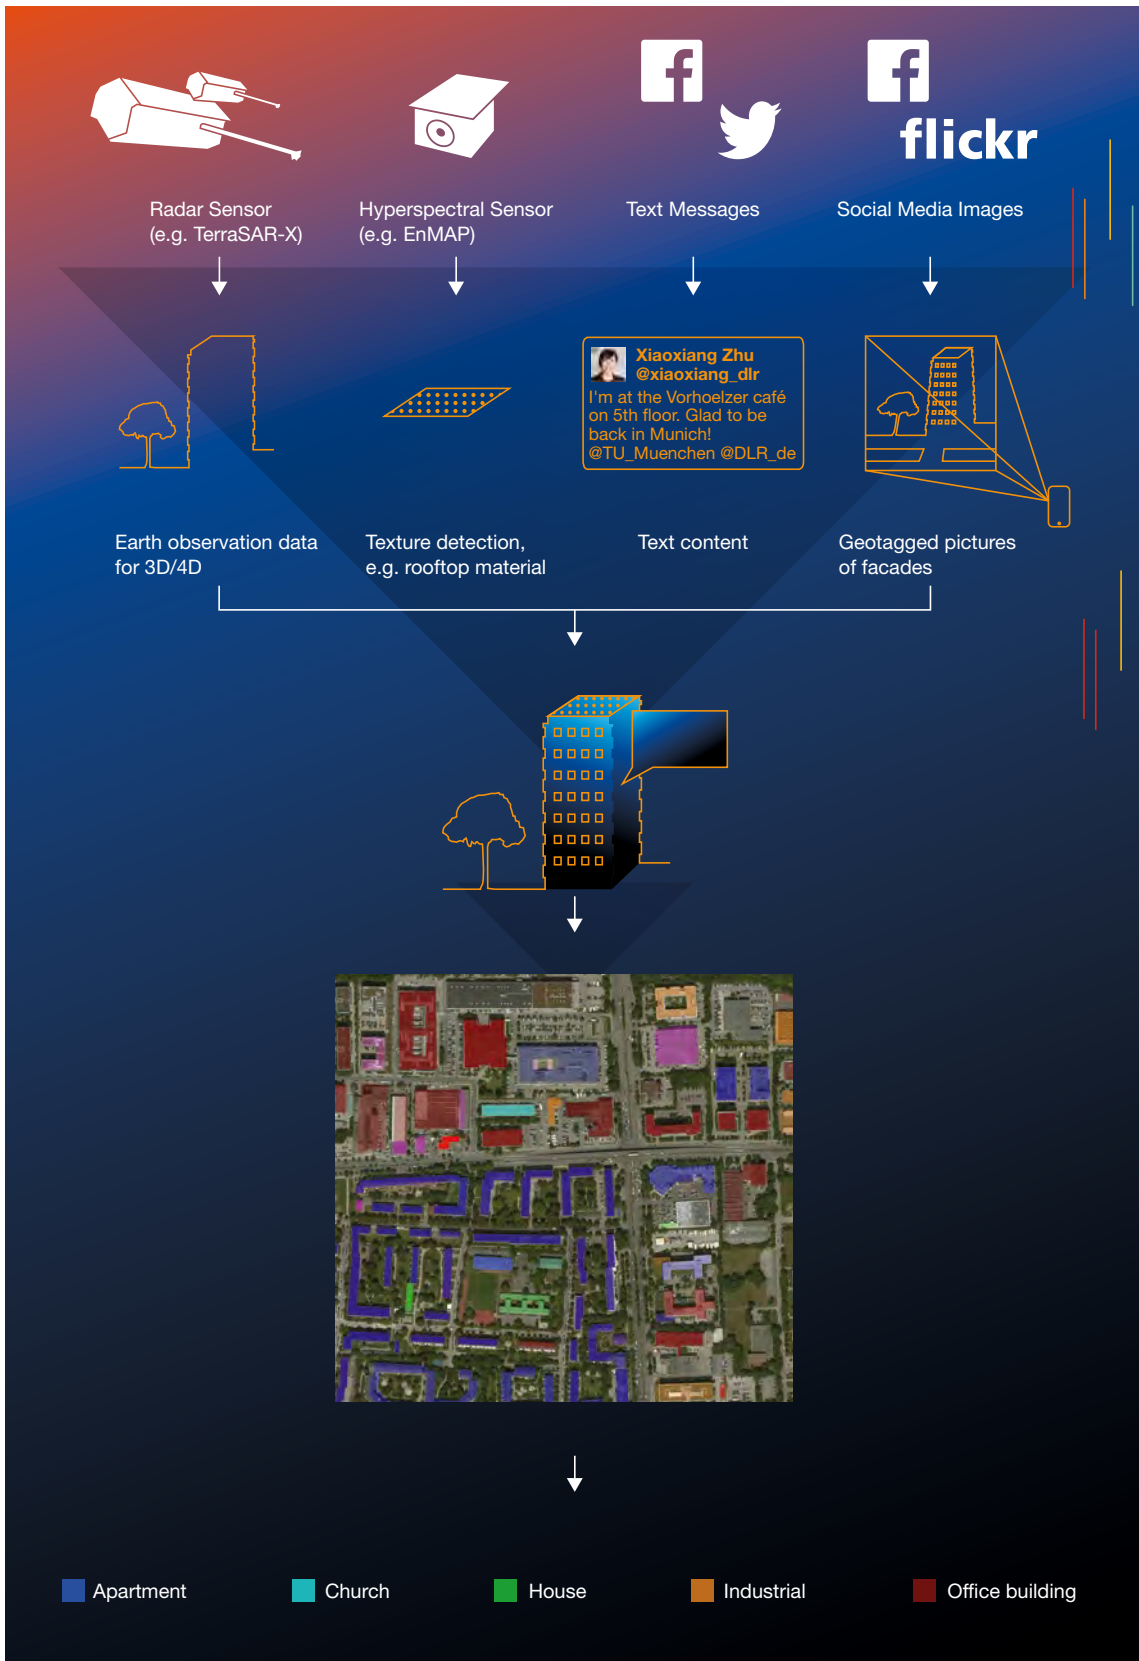 flickr
Radar Sensor
(e.g. TerraSAR-X)
Hyperspectral Sensor
(e.g. EnMAP)
Text Messages
Social Media Images
Xiaoxiang Zhu
@xiaoxiang_dlr
I'm at the Vorhoelzer café
on 5th floor. Glad to be
back in Munich!
@TU_Muenchen @DLR_de
Earth observation data
for 3D/4D
Texture detection,
e.g. rooftop material
Text content
Geotagged pictures
of facades
Apartment
Church
House
Industrial
Office building